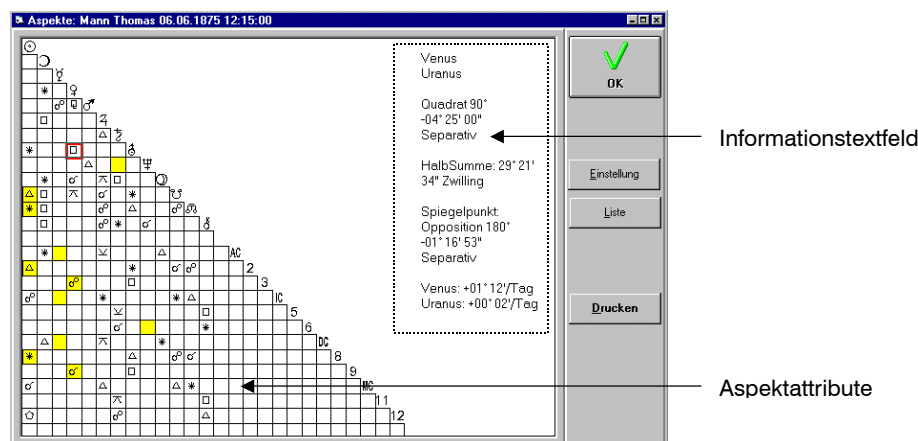 Aspekte: Mann Thomas 06.06.1875 12:15:00
Venus
Uranus
Quadrat 90°
-04° 25' 00"
Separativ
HalbSumme: 29° 21'
34" Zwilling
Spiegelpunkt:
Opposition 180°
-01° 16' 53"
Separativ
Venus: +01° 12'/Tag
Uranus: +00° 02'/Tag
OK
Einstellung
Liste
Drucken
Informationstextfeld
Aspektattribute
AC
2
3
IC
5
6
DC
8
9
MC
11
12